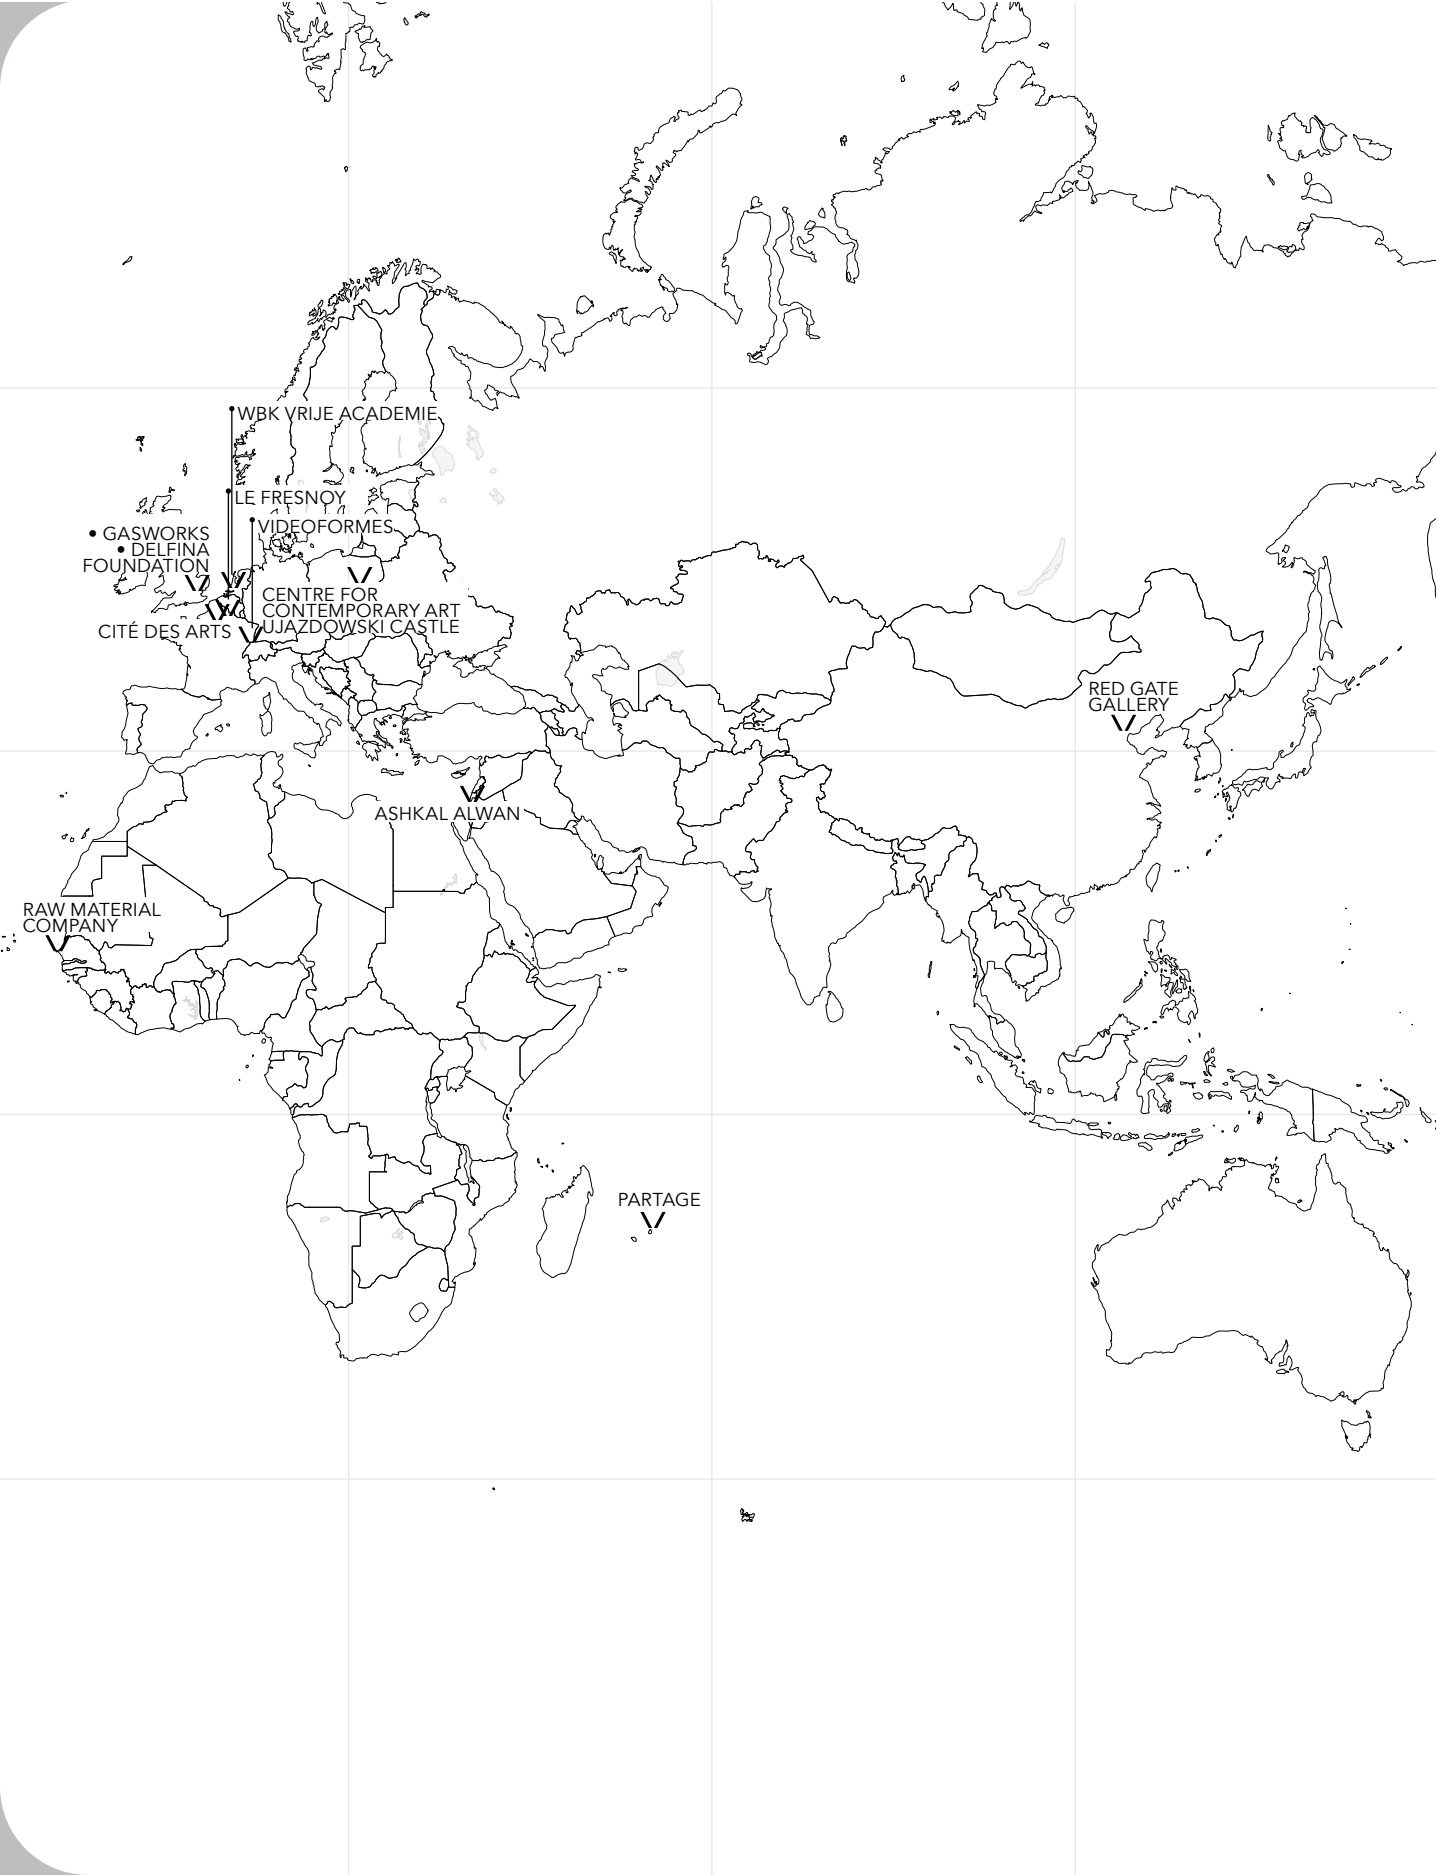 WBK VRIJE ACADEMIE
LE FRESNOY
VIDEOFORMES
• GASWORKS
• DELFINA
FOUNDATION
CENTRE FOR
CONTEMPORARY ART
UJAZDOWSKI CASTLE
CITÉ DES ARTS
RED GATE
GALLERY
ASHKAL ALWAN
RAW MATERIAL
COMPANY
PARTAGE